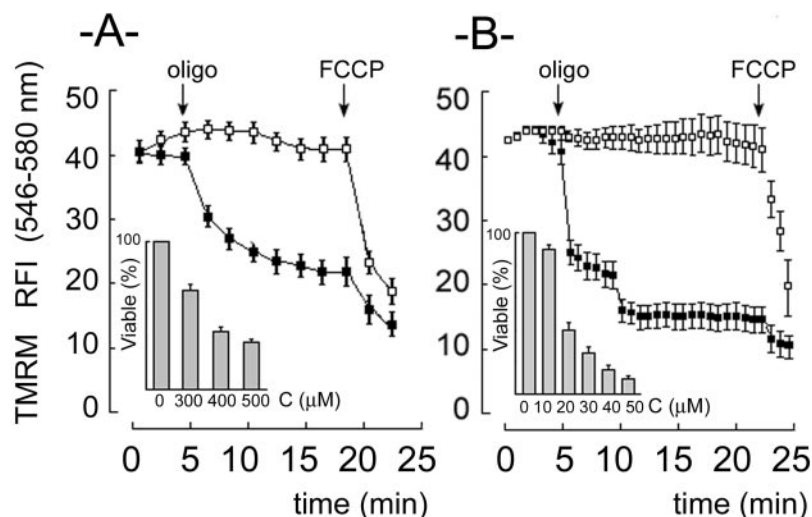 -A-
-B-
oligo
FCCP
oligo
FCCP
TMRM RFI (546-580 nm)
50
40
30
20
10
0
Viable (%)
100
0 300 400 500 C (µM)
0 5 10 15 20 25
time (min)
50
40
30
20
10
0
Viable (%)
100
0 10 20 30 40 50 C (µM)
0 5 10 15 20 25
time (min)